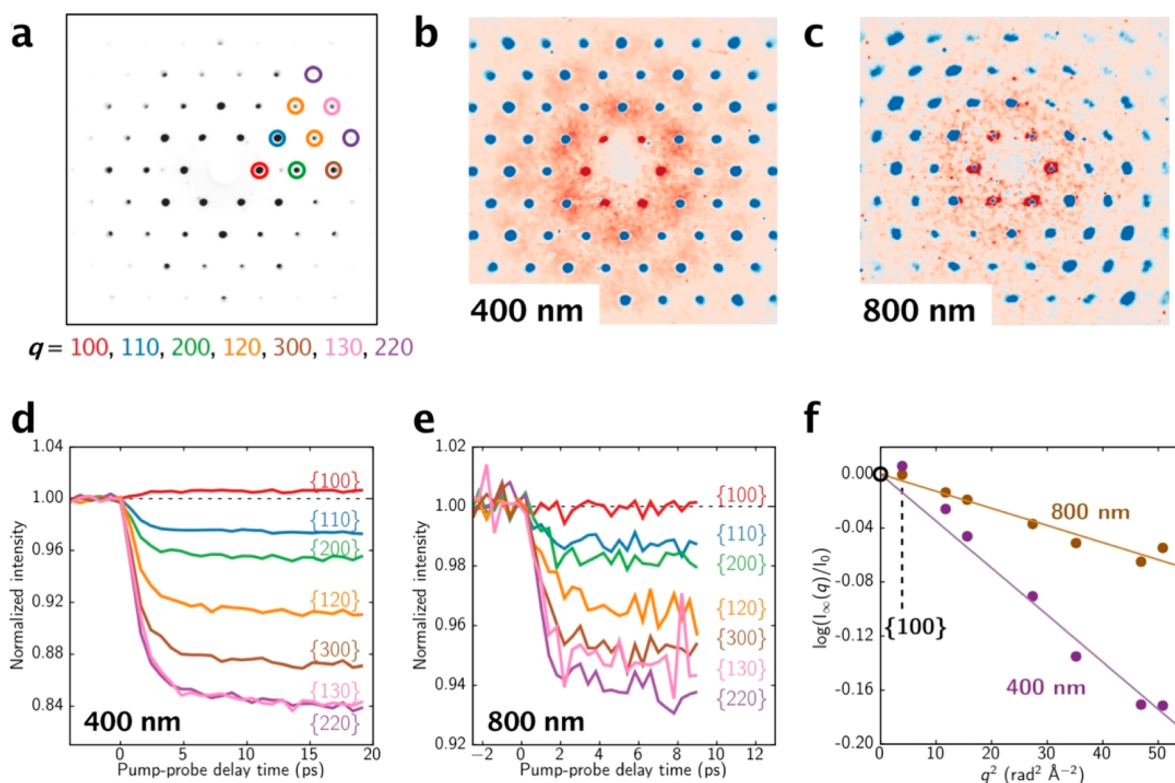 a
b
c
400 nm
800 nm
q = 100, 110, 200, 120, 300, 130, 220
d
1.04
1.00
0.96
0.92
0.88
0.84
Normalized intensity
{100}
{110}
{200}
{120}
{300}
{130}
{220}
400 nm
0 5 10 15 20
Pump-probe delay time (ps)
e
1.02
1.00
0.98
0.96
0.94
0.92
Normalized intensity
{100}
{110}
{200}
{120}
{300}
{130}
{220}
800 nm
−2 0 2 4 6 8 10 12
Pump-probe delay time (ps)
f
0.00
−0.04
−0.08
−0.12
−0.16
−0.20
log(I∞(q)/I0)
800 nm
{100}
400 nm
0 10 20 30 40 50
q² (rad² Å⁻²)